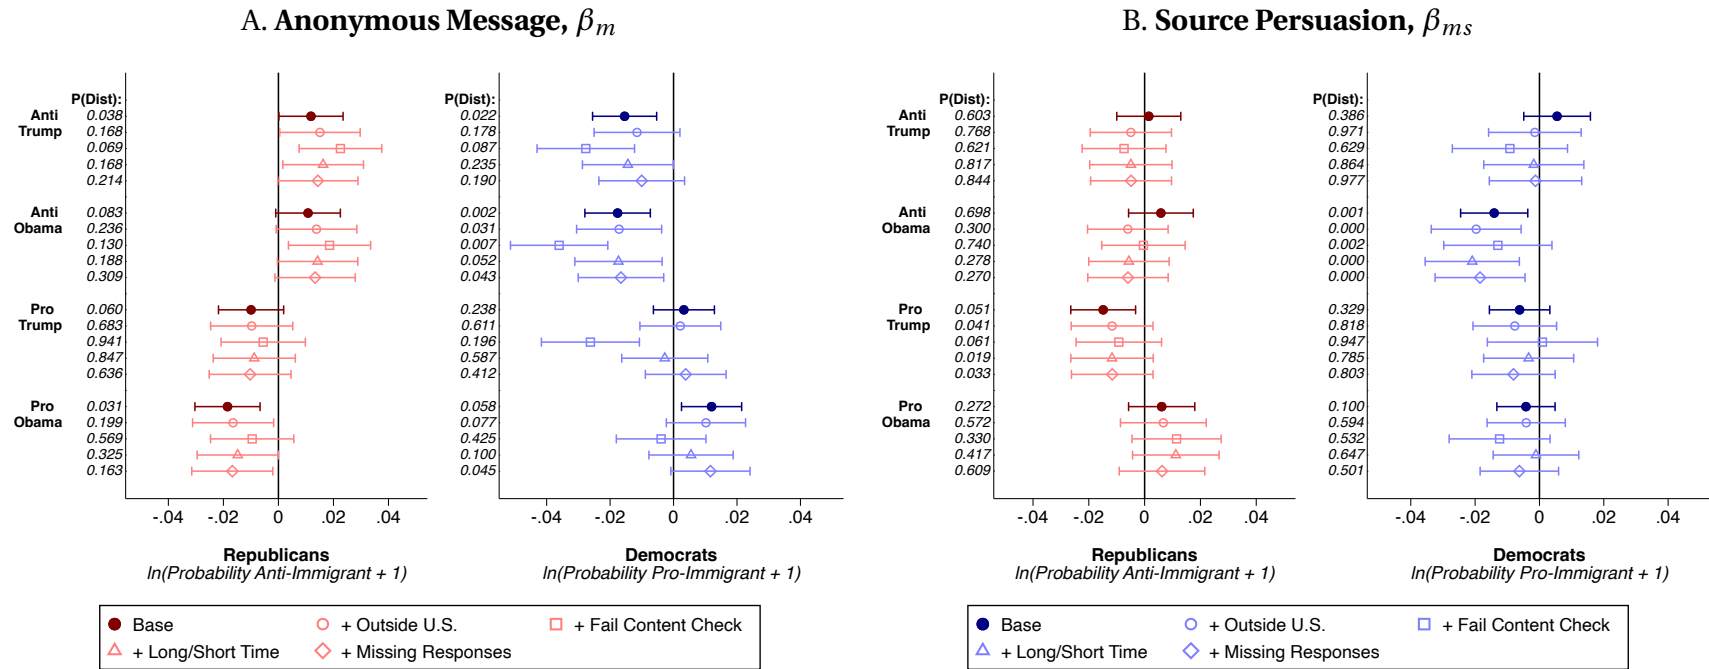 A. Anonymous Message, βm
B. Source Persuasion, βms
P(Dist):
Anti
Trump
0.038
0.168
0.069
0.168
0.214
Anti
Obama
0.083
0.236
0.130
0.188
0.309
Pro
Trump
0.060
0.683
0.941
0.847
0.636
Pro
Obama
0.031
0.199
0.569
0.325
0.163
-.04 -.02 0 .02 .04
Republicans
ln(Probability Anti-Immigrant + 1)
P(Dist):
0.022
0.178
0.087
0.235
0.190
0.002
0.031
0.007
0.052
0.043
0.238
0.611
0.196
0.587
0.412
0.058
0.077
0.425
0.100
0.045
-.04 -.02 0 .02 .04
Democrats
ln(Probability Pro-Immigrant + 1)
Base + Outside U.S. + Fail Content Check
+ Long/Short Time + Missing Responses
P(Dist):
Anti
Trump
0.603
0.768
0.621
0.817
0.844
Anti
Obama
0.698
0.300
0.740
0.278
0.270
Pro
Trump
0.051
0.041
0.061
0.019
0.033
Pro
Obama
0.272
0.572
0.330
0.417
0.609
-.04 -.02 0 .02 .04
Republicans
ln(Probability Anti-Immigrant + 1)
P(Dist):
0.386
0.971
0.629
0.864
0.977
0.001
0.000
0.002
0.000
0.000
0.329
0.818
0.947
0.785
0.803
0.100
0.594
0.532
0.647
0.501
-.04 -.02 0 .02 .04
Democrats
ln(Probability Pro-Immigrant + 1)
Base + Outside U.S. + Fail Content Check
+ Long/Short Time + Missing Responses